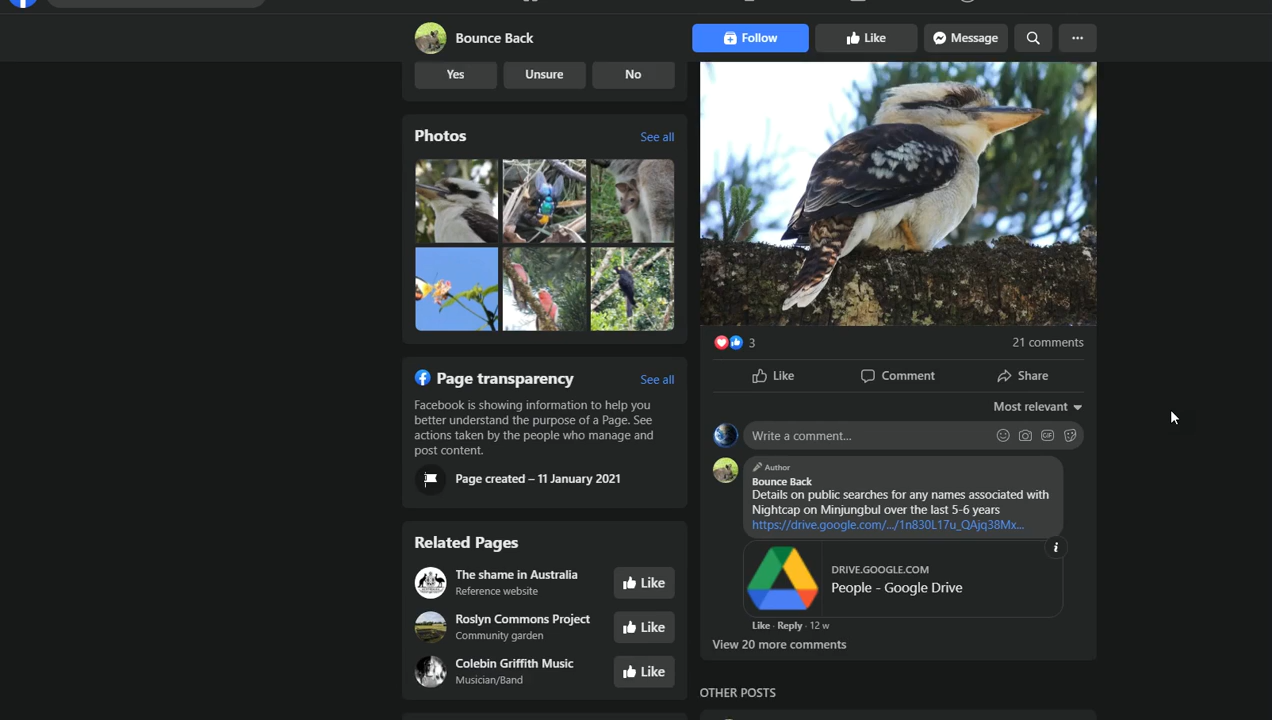 Bounce Back
Follow
Like
Message
Yes
Unsure
No
Photos
See all
Page transparency
See all
Facebook is showing information to help you
better understand the purpose of a Page. See
actions taken by the people who manage and
post content.
Page created – 11 January 2021
Related Pages
The shame in Australia
Reference website
Like
Roslyn Commons Project
Community garden
Like
Colebin Griffith Music
Musician/Band
Like
3
21 comments
Like
Comment
Share
Most relevant
Write a comment...
GIF
Author
Bounce Back
Details on public searches for any names associated with
Nightcap on Minjungbul over the last 5-6 years
https://drive.google.com/.../1n830L17u_QAjq38Mx...
DRIVE.GOOGLE.COM
People - Google Drive
Like · Reply · 12 w
View 20 more comments
OTHER POSTS